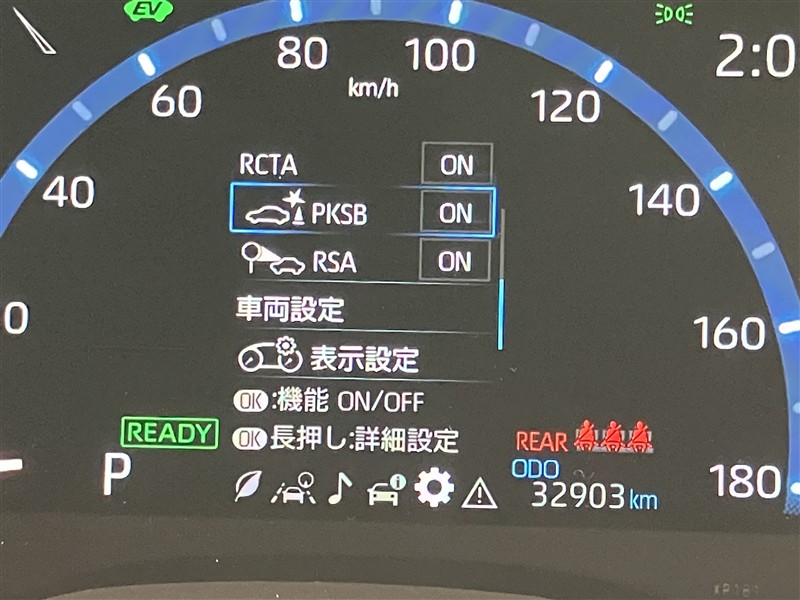 EV
80
100
2:0
km/h
60
120
RCTA ON
40
PKSB ON
140
RSA ON
車両設定
0
160
表示設定
OK:機能 ON/OFF
READY
OK長押し:詳細設定
REAR
P
ODO
180
32903 km